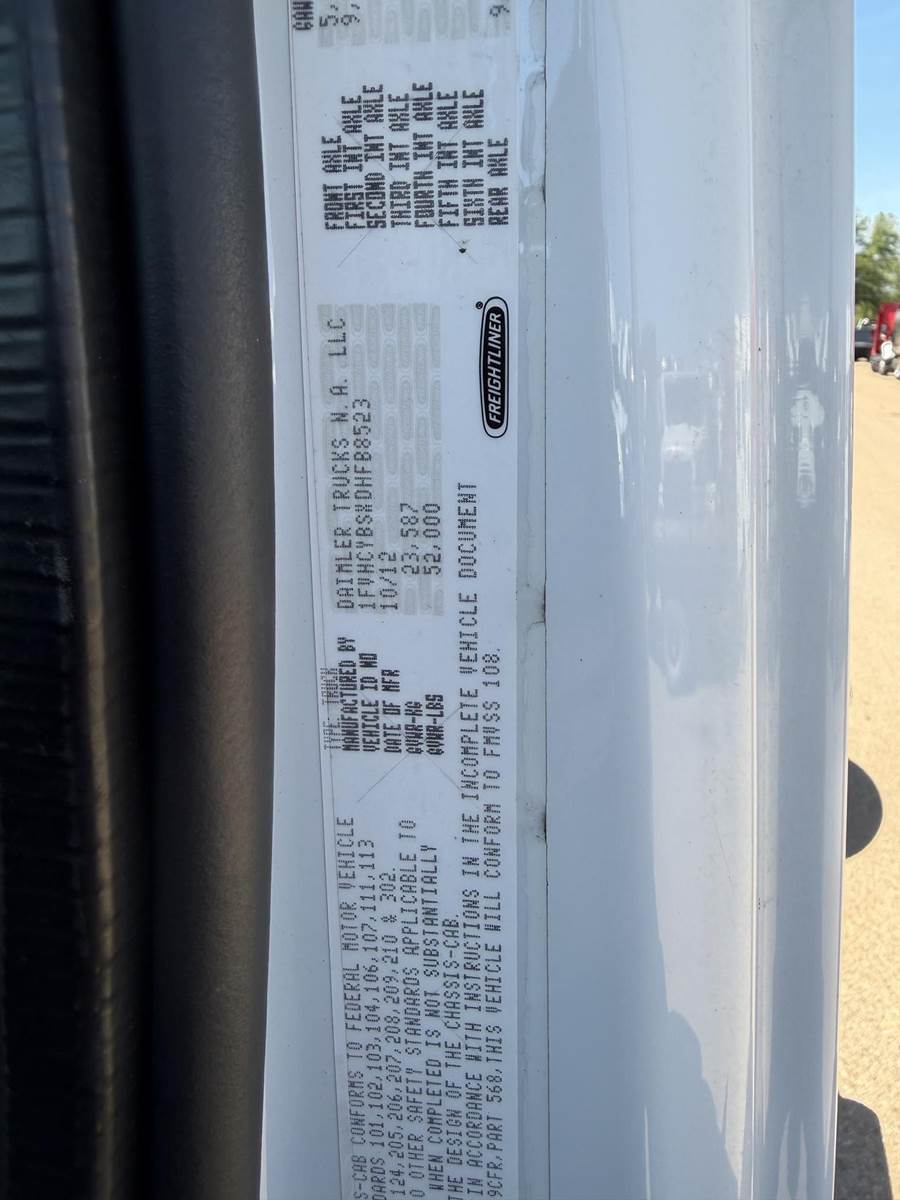 S-CAB CONFORMS TO FEDERAL MOTOR VEHICLE
DARDS 101,102,103,104,106,107,111,113
124,205,206,207,208,209,210 & 302.
O OTHER SAFETY STANDARDS APPLICABLE TO
WHEN COMPLETED IS NOT SUBSTANTIALLY
THE DESIGN OF THE CHASSIS-CAB.
IN ACCORDANCE WITH INSTRUCTIONS IN THE INCOMPLETE VEHICLE DOCUMENT
9CFR,PART 568,THIS VEHICLE WILL CONFORM TO FMVSS 108.
TYPE TRUCK
MANUFACTURED BY DAIMLER TRUCKS N.A. LLC
VEHICLE ID NO 1FVHCYBSXDHFB8523
DATE OF MFR 10/12
GVWR-KG 23,587
GVWR-LBS 52,000
FREIGHTLINER®
GAW
FRONT AXLE 5,
FIRST INT AXLE 9,
SECOND INT AXLE
THIRD INT AXLE
FOURTH INT AXLE
FIFTH INT AXLE
SIXTH INT AXLE
REAR AXLE 9